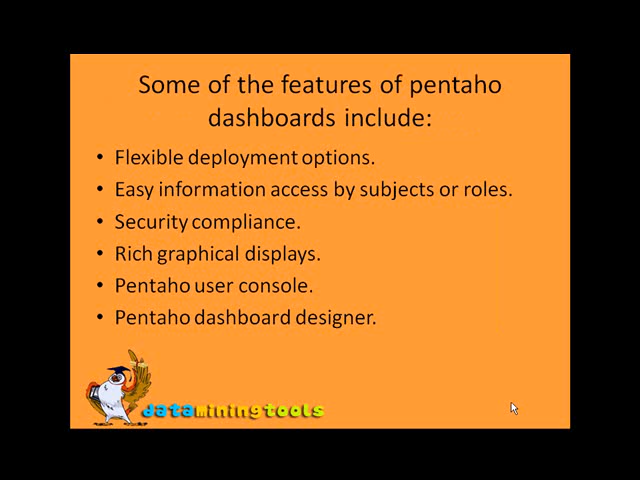 Some of the features of pentaho
dashboards include:
• Flexible deployment options.
• Easy information access by subjects or roles.
• Security compliance.
• Rich graphical displays.
• Pentaho user console.
• Pentaho dashboard designer.
dataminingtools